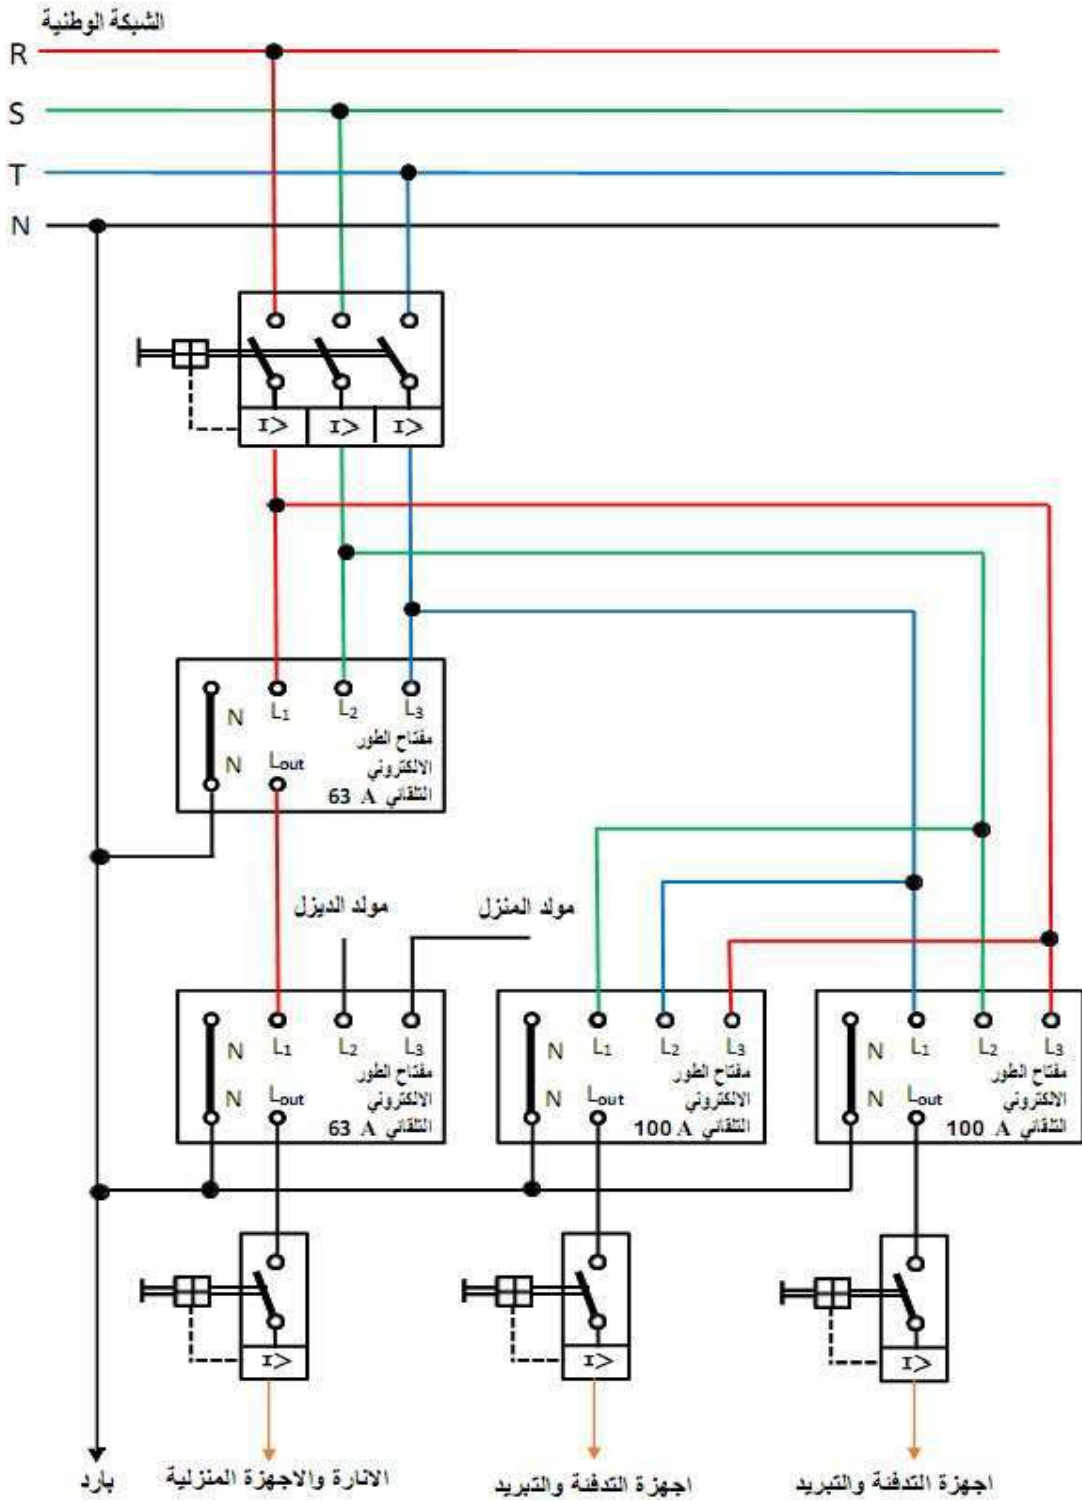 الشبكة الوطنية
R
S
T
N
I> I> I>
N L1 L2 L3
مفتاح الطور
N Lout الالكتروني
التلقائي 63 A
مولد الديزل مولد المنزل
N L1 L2 L3
مفتاح الطور
N Lout الالكتروني
التلقائي 63 A
N L1 L2 L3
مفتاح الطور
N Lout الالكتروني
التلقائي 100 A
N L1 L2 L3
مفتاح الطور
N Lout الالكتروني
التلقائي 100 A
I> I> I>
بارد
الانارة والاجهزة المنزلية
اجهزة التدفئة والتبريد
اجهزة التدفئة والتبريد